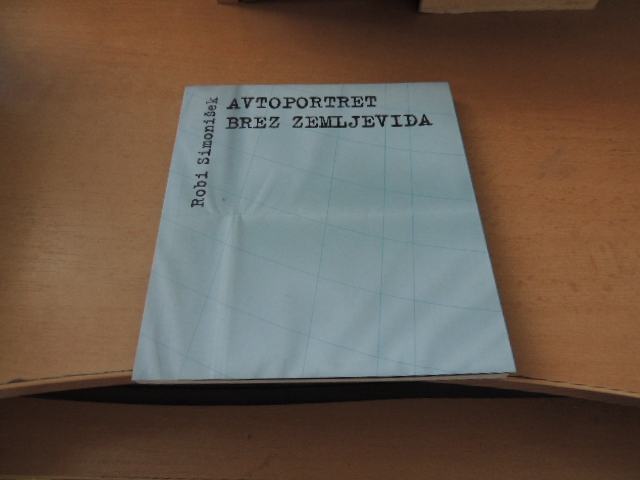 Robi Simonišek
AVTOPORTRET
BREZ ZEMLJEVIDA